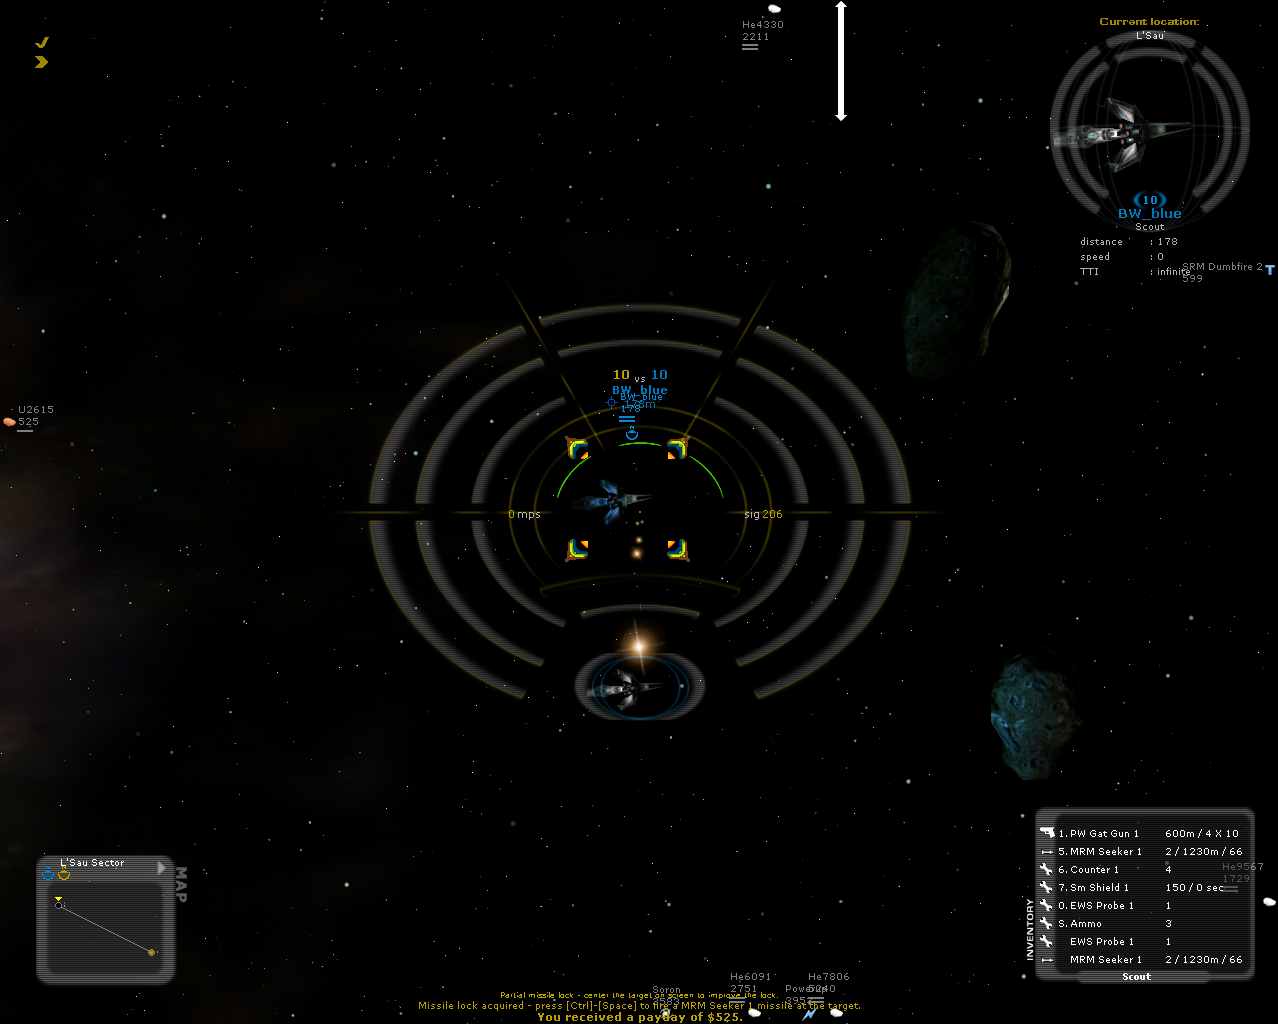 He4330
2211
Current location:
L'Sau
10
BW_blue
Scout
distance : 178
speed : 0
TTI : infinite
SRM Dumbfire 2
599
10 vs 10
BW_blue
BW_blue
178m
178
U2615
525
0 mps
sig 206
L'Sau Sector
MAP
1. PW Gat Gun 1 600m / 4 X 10
5. MRM Seeker 1 2 / 1230m / 66
6. Counter 1 4
7. Sm Shield 1 150 / 0 sec
0. EWS Probe 1 1
S. Ammo 3
EWS Probe 1 1
MRM Seeker 1 2 / 1230m / 66
Scout
INVENTORY
He9567
1729
He6091
2751
He7806
5240
Soron
Partial missile lock - center the target on screen to improve the lock.
Missile lock acquired - press [Ctrl]-[Space] to fire a MRM Seeker 1 missile at the target.
You received a payday of $525.